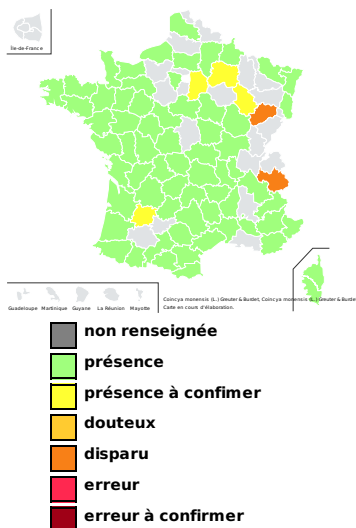 Île-de-France
Guadeloupe Martinique Guyane La Réunion Mayotte
Coincya monensis (L.) Greuter & Burdet, Coincya monensis (L.) Greuter & Burdet
Carte en cours d'élaboration.
non renseignée
présence
présence à confimer
douteux
disparu
erreur
erreur à confirmer